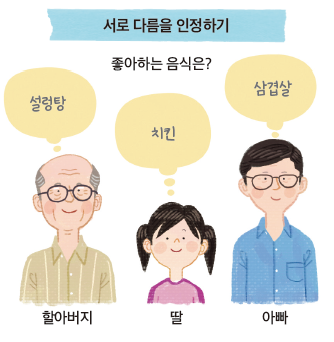 서로 다름을 인정하기
좋아하는 음식은?
설렁탕
치킨
삼겹살
할아버지
딸
아빠